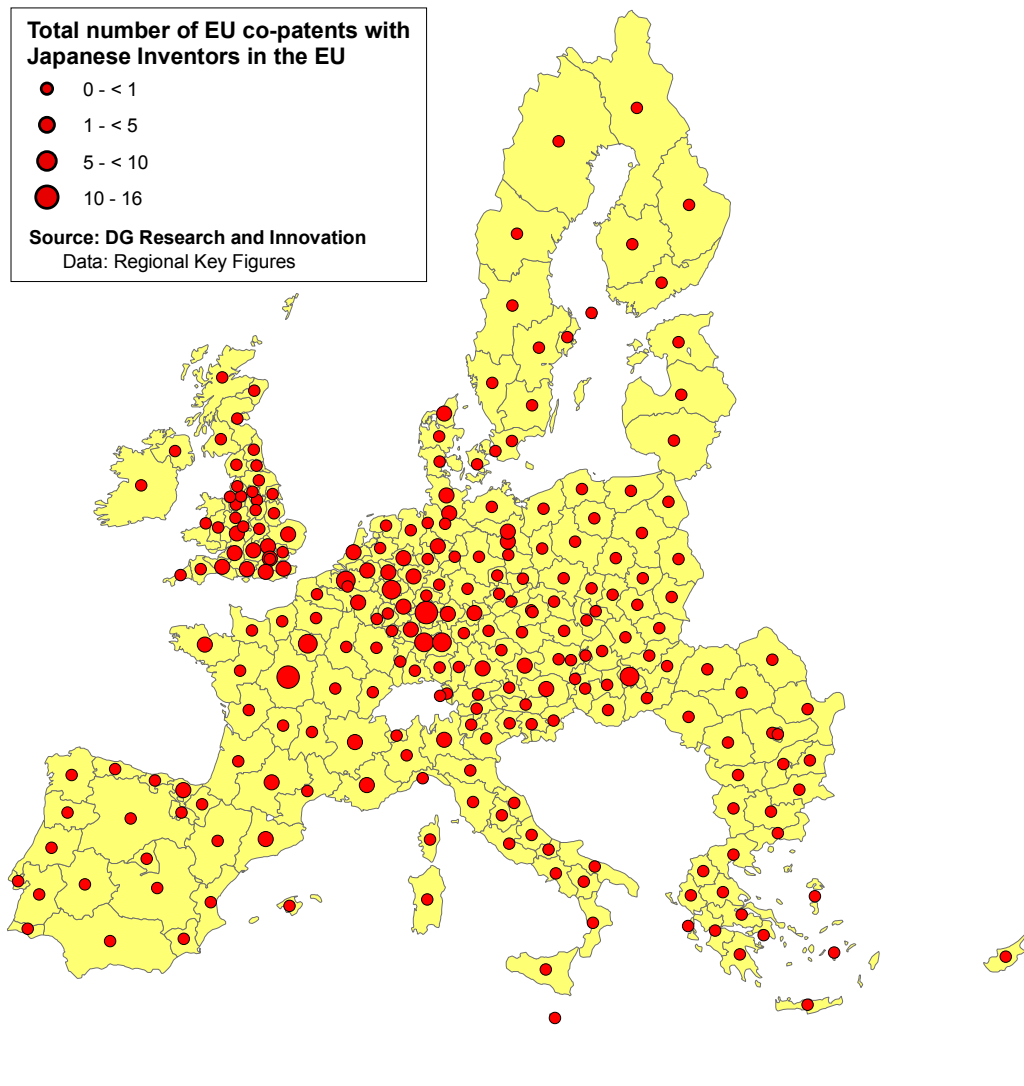 Total number of EU co-patents with
Japanese Inventors in the EU
0 - < 1
1 - < 5
5 - < 10
10 - 16
Source: DG Research and Innovation
Data: Regional Key Figures